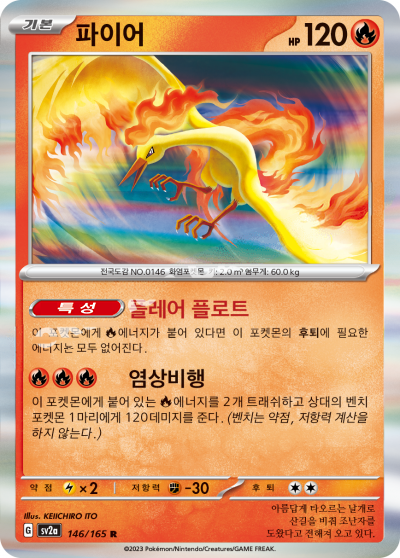 기본 파이어 HP 120
전국도감 NO.0146 화염포켓몬 키: 2.0 m 몸무게: 60.0 kg
특성 플레어 플로트
이 포켓몬에게 에너지가 붙어 있다면 이 포켓몬의 후퇴에 필요한
에너지는 모두 없어진다.
염상비행
이 포켓몬에게 붙어 있는 에너지를 2개 트래쉬하고 상대의 벤치
포켓몬 1마리에게 120데미지를 준다. (벤치는 약점, 저항력 계산을
하지 않는다.)
약점 ×2 저항력 -30 후퇴
Illus. KEIICHIRO ITO
G sv2a 146/165 R
아름답게 타오르는 날개로
산길을 비춰 조난자를
도왔다고 전해져 오고 있다.
©2023 Pokémon/Nintendo/Creatures/GAME FREAK.